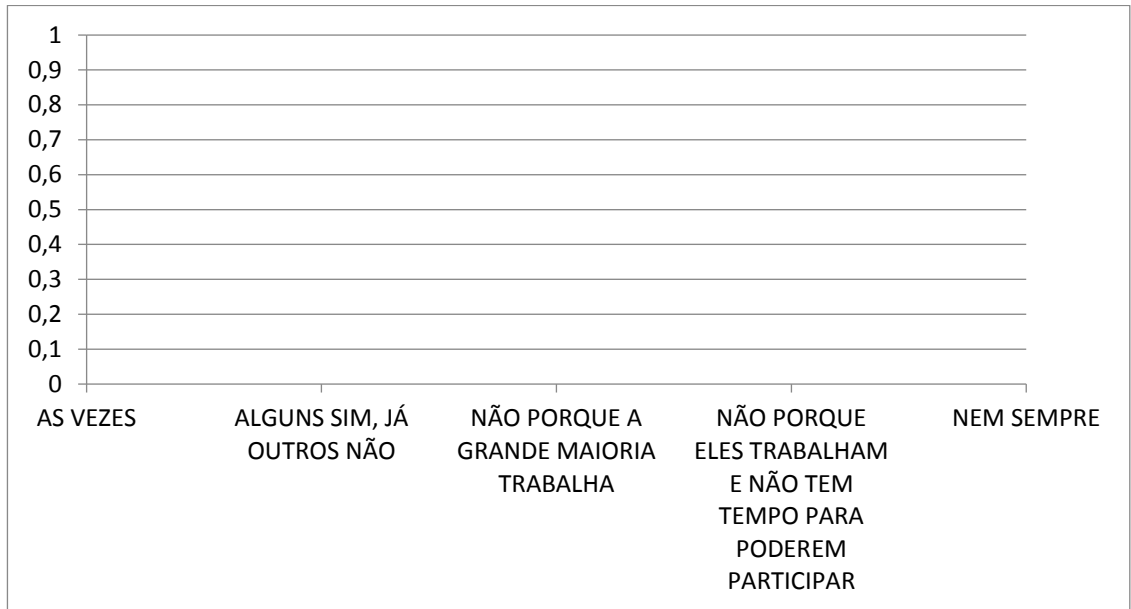 1
0,9
0,8
0,7
0,6
0,5
0,4
0,3
0,2
0,1
0
AS VEZES
ALGUNS SIM, JÁ
OUTROS NÃO
NÃO PORQUE A
GRANDE MAIORIA
TRABALHA
NÃO PORQUE
ELES TRABALHAM
E NÃO TEM
TEMPO PARA
PODEREM
PARTICIPAR
NEM SEMPRE